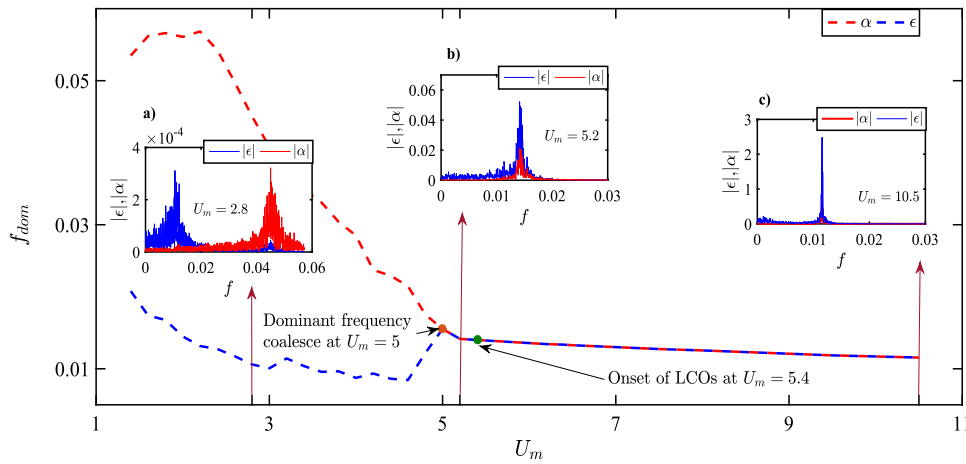 α ϵ
0.05
0.03
0.01
f_dom
1 3 5 7 9 11
U_m
a)
×10^-4
|ϵ| |α|
4
2
0
|ϵ|,|α|
U_m = 2.8
0 0.02 0.04 0.06
f
b)
|ϵ| |α|
0.06
0.04
0.02
0.00
|ϵ|,|α|
U_m = 5.2
0 0.01 0.02 0.03
f
c)
|α| |ϵ|
3
2
1
0
|ϵ|,|α|
U_m = 10.5
0 0.01 0.02 0.03
f
Dominant frequency
coalesce at U_m = 5
Onset of LCOs at U_m = 5.4